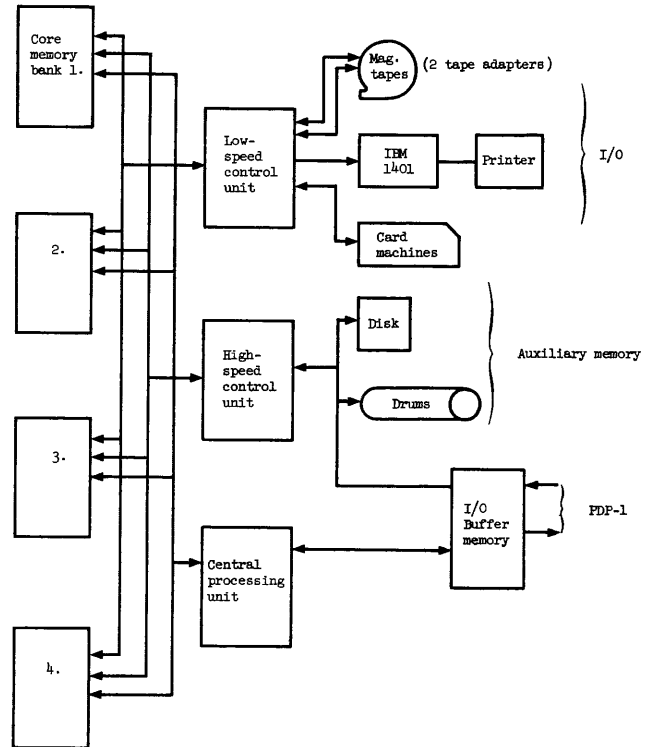 Core
memory
bank 1.
Mag.
tapes
(2 tape adapters)
Low-
speed
control
unit
IBM
1401
Printer
I/O
Card
machines
2.
Disk
High-
speed
control
unit
Auxiliary memory
Drums
3.
I/O
Buffer
memory
PDP-1
Central
processing
unit
4.